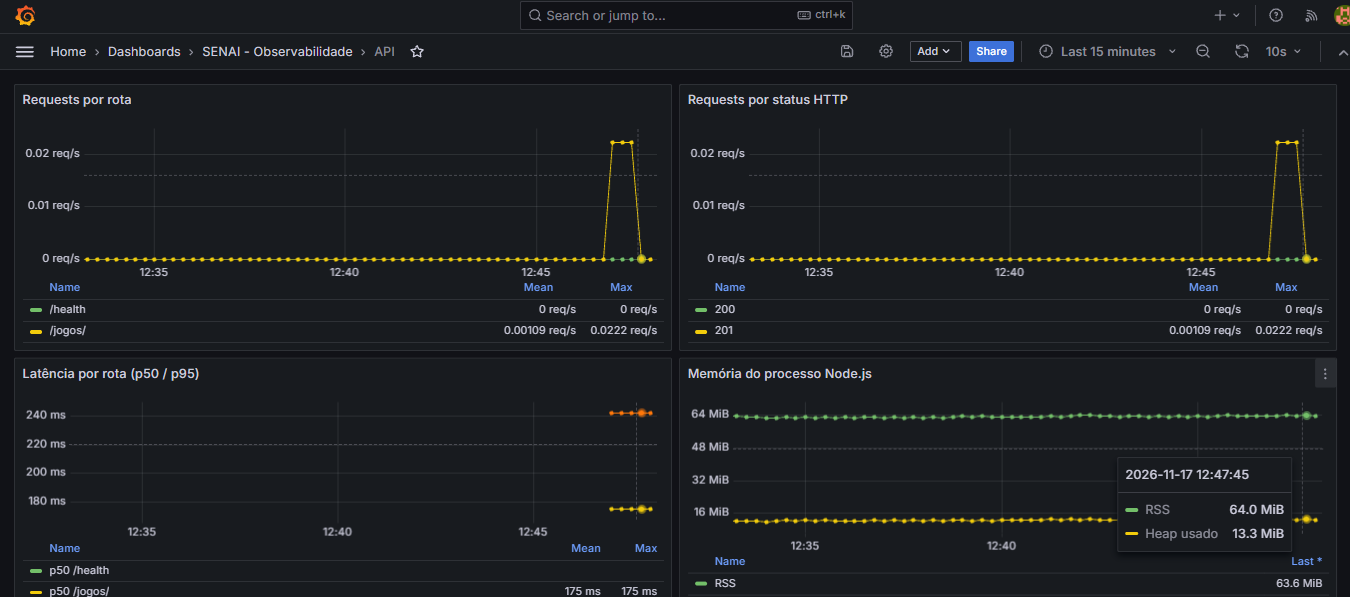 Search or jump to... ctrl+k
Home › Dashboards › SENAI - Observabilidade › API Add Share Last 15 minutes 10s
Requests por rota
0.02 req/s
0.01 req/s
0 req/s
12:35 12:40 12:45
Name Mean Max
/health 0 req/s 0 req/s
/jogos/ 0.00109 req/s 0.0222 req/s
Requests por status HTTP
0.02 req/s
0.01 req/s
0 req/s
12:35 12:40 12:45
Name Mean Max
200 0 req/s 0 req/s
201 0.00109 req/s 0.0222 req/s
Latência por rota (p50 / p95)
240 ms
220 ms
200 ms
180 ms
12:35 12:40 12:45
Name Mean Max
p50 /health
p50 /jogos/ 175 ms 175 ms
Memória do processo Node.js
64 MiB
48 MiB
32 MiB
16 MiB
12:35 12:40
2026-11-17 12:47:45
RSS 64.0 MiB
Heap usado 13.3 MiB
Name Last *
RSS 63.6 MiB